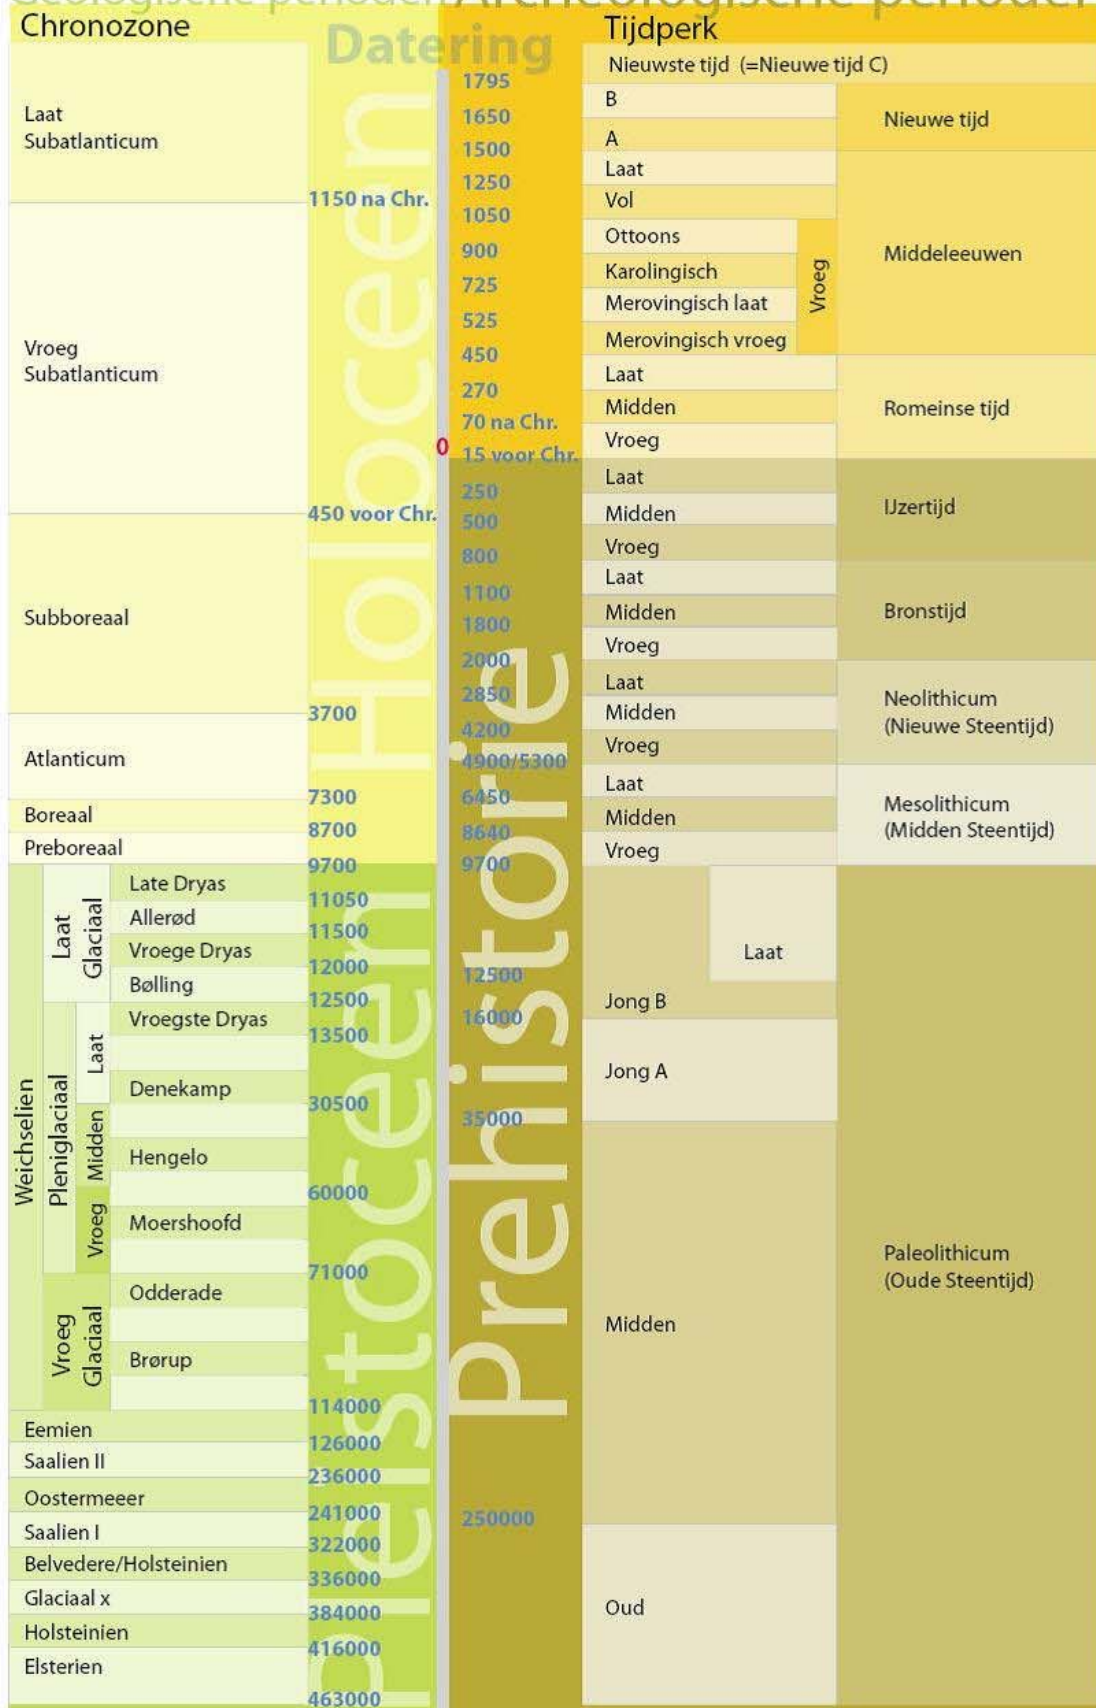 Geologische perioden
Archeologische perioden
Chronozone
Datering
Tijdperk
Holoceen
Pleistoceen
Prehistorie
Laat
Subatlanticum
1150 na Chr.
Vroeg
Subatlanticum
450 voor Chr.
Subboreaal
3700
Atlanticum
7300
Boreaal
8700
Preboreaal
9700
Weichselien
Laat
Glaciaal
Late Dryas
11050
Allerød
11500
Vroege Dryas
12000
Bølling
12500
Pleniglaciaal
Laat
Vroegste Dryas
13500
Denekamp
30500
Midden
Hengelo
60000
Vroeg
Moershoofd
71000
Vroeg
Glaciaal
Odderade
Brørup
114000
Eemien
126000
Saalien II
236000
Oostermeeer
241000
Saalien I
322000
Belvedere/Holsteinien
336000
Glaciaal x
384000
Holsteinien
416000
Elsterien
463000
0
Nieuwste tijd (=Nieuwe tijd C)
1795
B
Nieuwe tijd
1650
A
1500
Laat
Middeleeuwen
1250
Vol
1050
Ottoons
Vroeg
900
Karolingisch
725
Merovingisch laat
525
Merovingisch vroeg
450
Laat
Romeinse tijd
270
Midden
70 na Chr.
Vroeg
15 voor Chr.
Laat
IJzertijd
250
Midden
500
Vroeg
800
Laat
Bronstijd
1100
Midden
1800
Vroeg
2000
Laat
Neolithicum
(Nieuwe Steentijd)
2850
Midden
4200
Vroeg
4900/5300
Laat
Mesolithicum
(Midden Steentijd)
6450
Midden
8640
Vroeg
9700
Laat
12500
Jong B
16000
Jong A
35000
Midden
Paleolithicum
(Oude Steentijd)
250000
Oud